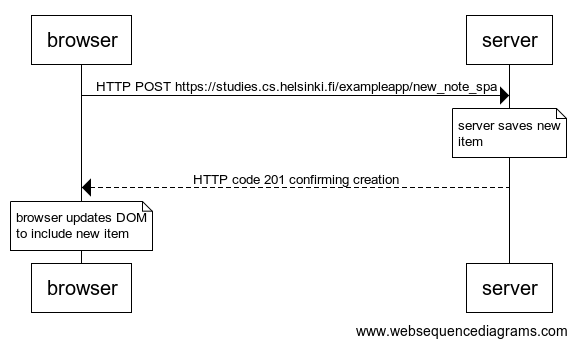 browser
server
HTTP POST https://studies.cs.helsinki.fi/exampleapp/new_note_spa
server saves new
item
HTTP code 201 confirming creation
browser updates DOM
to include new item
browser
server
www.websequencediagrams.com